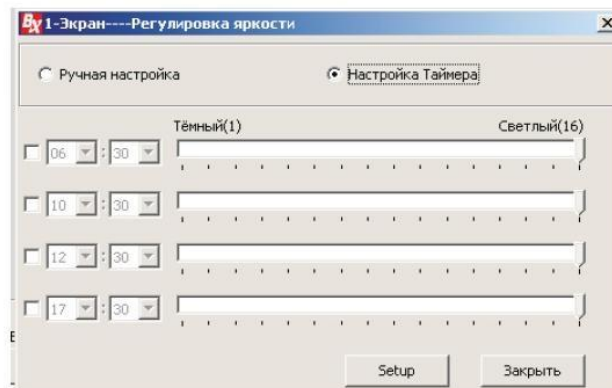 BX 1-Экран----Регулировка яркости
Ручная настройка Настройка Таймера
Тёмный(1) Светлый(16)
06 : 30
10 : 30
12 : 30
17 : 30
Setup Закрыть